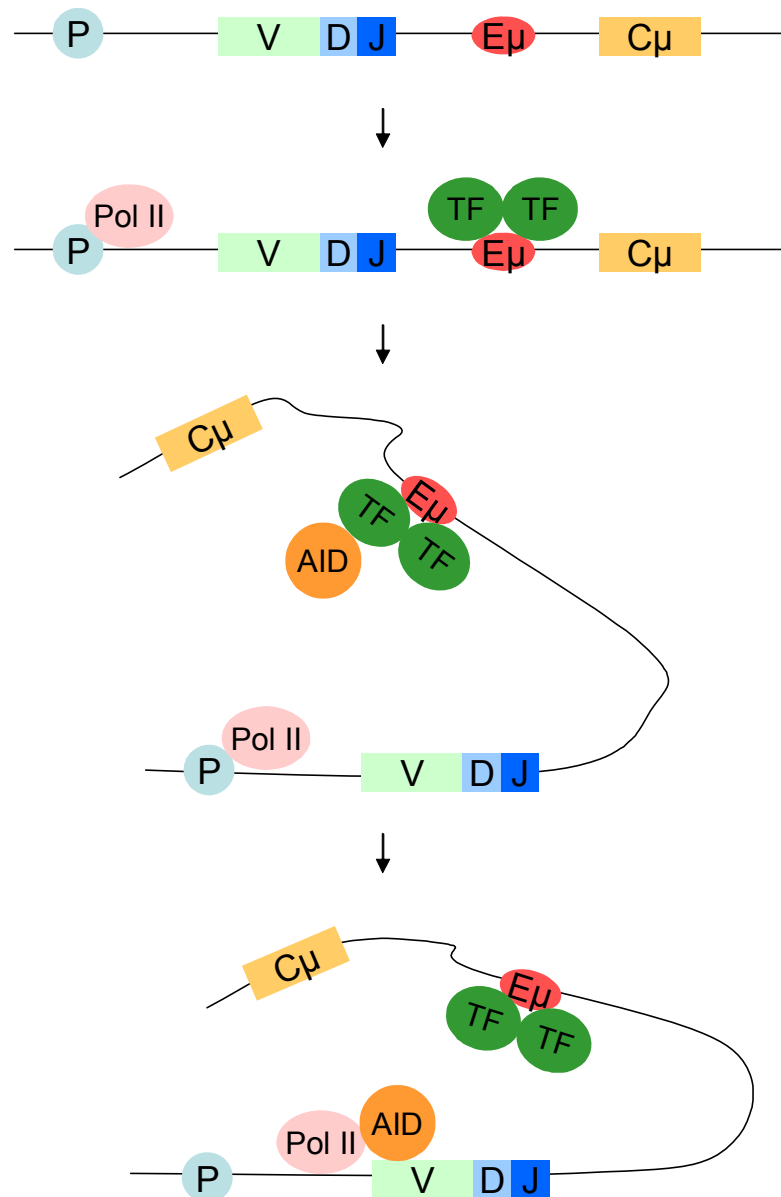 P V D J Eµ Cµ
Pol II TF TF
P V D J Eµ Cµ
Cµ
Eµ
TF
TF
AID
Pol II
P V D J
Cµ
Eµ
TF TF
AID
Pol II
P V D J